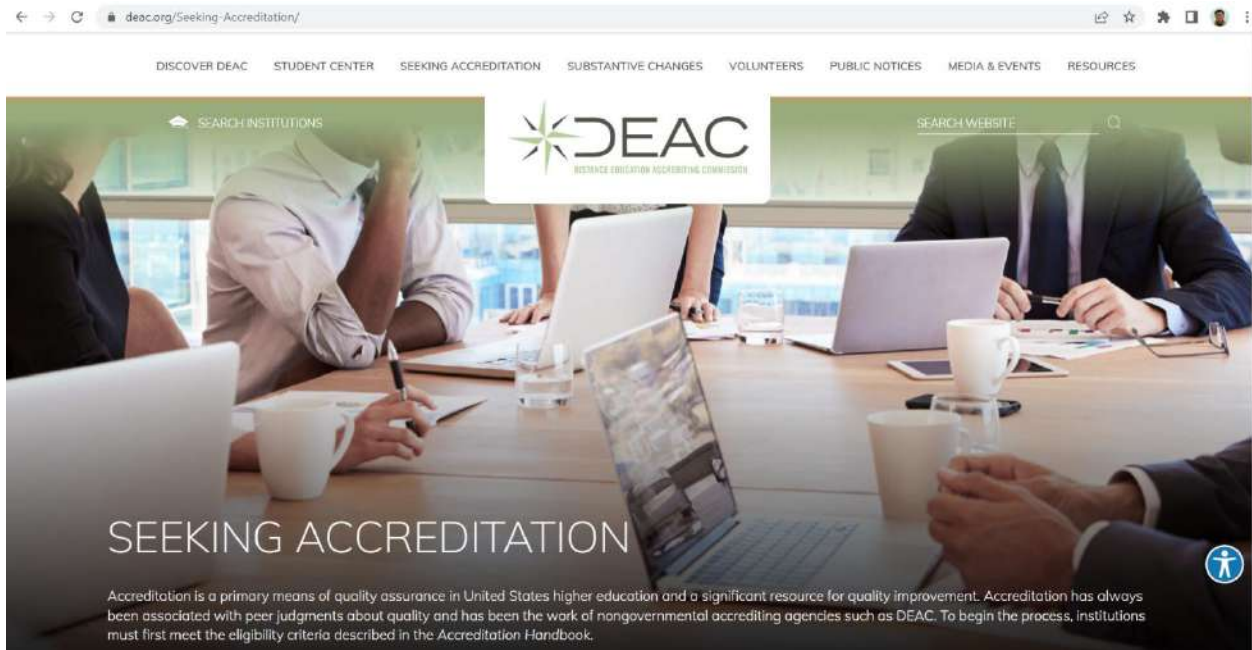 deac.org/Seeking-Accreditation/
DISCOVER DEAC STUDENT CENTER SEEKING ACCREDITATION SUBSTANTIVE CHANGES VOLUNTEERS PUBLIC NOTICES MEDIA & EVENTS RESOURCES
SEARCH INSTITUTIONS
DEAC
DISTANCE EDUCATION ACCREDITING COMMISSION
SEARCH WEBSITE
SEEKING ACCREDITATION
Accreditation is a primary means of quality assurance in United States higher education and a significant resource for quality improvement. Accreditation has always
been associated with peer judgments about quality and has been the work of nongovernmental accrediting agencies such as DEAC. To begin the process, institutions
must first meet the eligibility criteria described in the Accreditation Handbook.